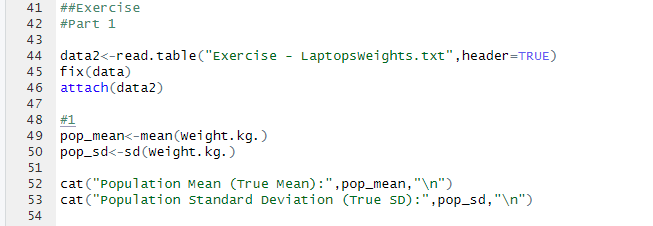 41 ##Exercise
42 #Part 1
43
44 data2<-read.table("Exercise - LaptopsWeights.txt",header=TRUE)
45 fix(data)
46 attach(data2)
47
48 #1
49 pop_mean<-mean(Weight.kg.)
50 pop_sd<-sd(Weight.kg.)
51
52 cat("Population Mean (True Mean):",pop_mean,"\n")
53 cat("Population Standard Deviation (True SD):",pop_sd,"\n")
54